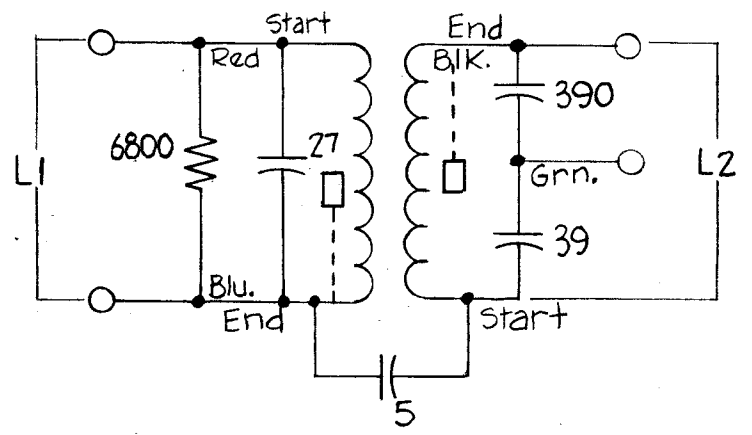 Start
End
Red
Blk.
6800
27
390
L1
Grn.
L2
39
Blu.
End
Start
5